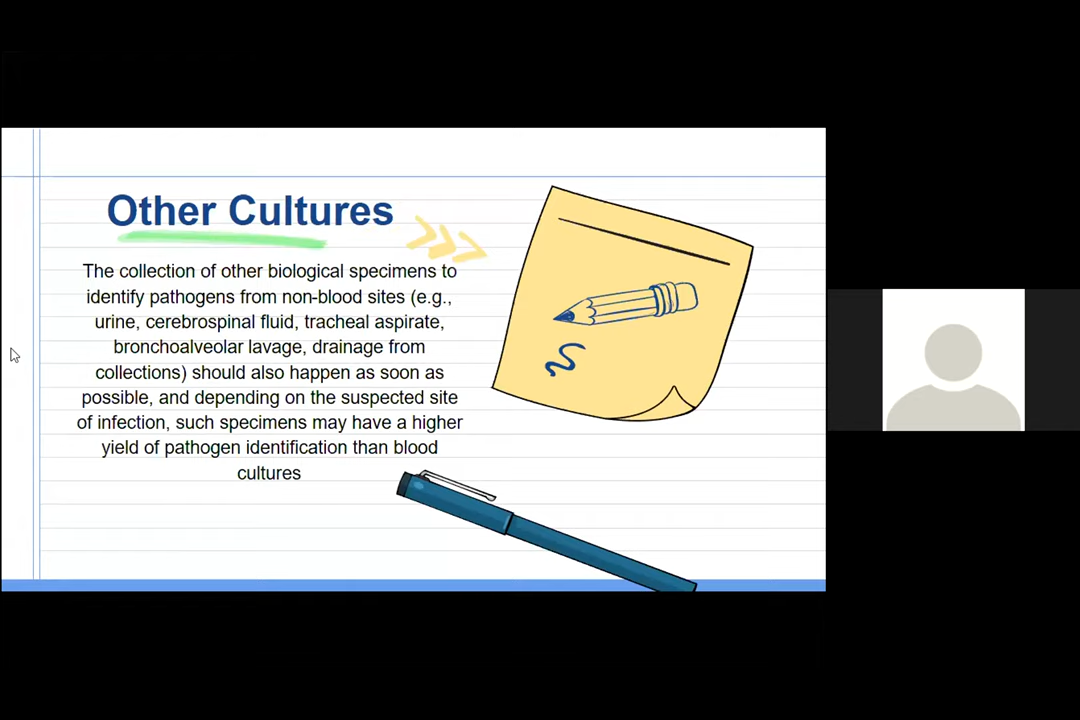 Other Cultures
The collection of other biological specimens to
identify pathogens from non-blood sites (e.g.,
urine, cerebrospinal fluid, tracheal aspirate,
bronchoalveolar lavage, drainage from
collections) should also happen as soon as
possible, and depending on the suspected site
of infection, such specimens may have a higher
yield of pathogen identification than blood
cultures